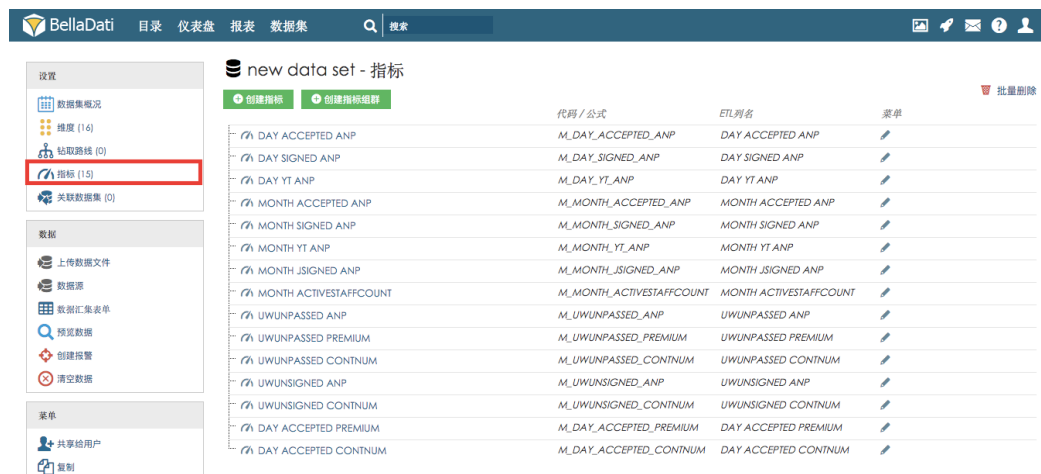 BellaDati 目录 仪表盘 报表 数据集 搜索
设置
数据集概况
维度 (16)
钻取路线 (0)
指标 (15)
关联数据集 (0)
数据
上传数据文件
数据源
数据汇集表单
预览数据
创建报警
清空数据
菜单
共享给用户
复制
new data set - 指标
创建指标 创建指标组群
批量删除
代码 / 公式 ETL列名 菜单
DAY ACCEPTED ANP M_DAY_ACCEPTED_ANP DAY ACCEPTED ANP
DAY SIGNED ANP M_DAY_SIGNED_ANP DAY SIGNED ANP
DAY YT ANP M_DAY_YT_ANP DAY YT ANP
MONTH ACCEPTED ANP M_MONTH_ACCEPTED_ANP MONTH ACCEPTED ANP
MONTH SIGNED ANP M_MONTH_SIGNED_ANP MONTH SIGNED ANP
MONTH YT ANP M_MONTH_YT_ANP MONTH YT ANP
MONTH JSIGNED ANP M_MONTH_JSIGNED_ANP MONTH JSIGNED ANP
MONTH ACTIVESTAFFCOUNT M_MONTH_ACTIVESTAFFCOUNT MONTH ACTIVESTAFFCOUNT
UWUNPASSED ANP M_UWUNPASSED_ANP UWUNPASSED ANP
UWUNPASSED PREMIUM M_UWUNPASSED_PREMIUM UWUNPASSED PREMIUM
UWUNPASSED CONTNUM M_UWUNPASSED_CONTNUM UWUNPASSED CONTNUM
UWUNSIGNED ANP M_UWUNSIGNED_ANP UWUNSIGNED ANP
UWUNSIGNED CONTNUM M_UWUNSIGNED_CONTNUM UWUNSIGNED CONTNUM
DAY ACCEPTED PREMIUM M_DAY_ACCEPTED_PREMIUM DAY ACCEPTED PREMIUM
DAY ACCEPTED CONTNUM M_DAY_ACCEPTED_CONTNUM DAY ACCEPTED CONTNUM